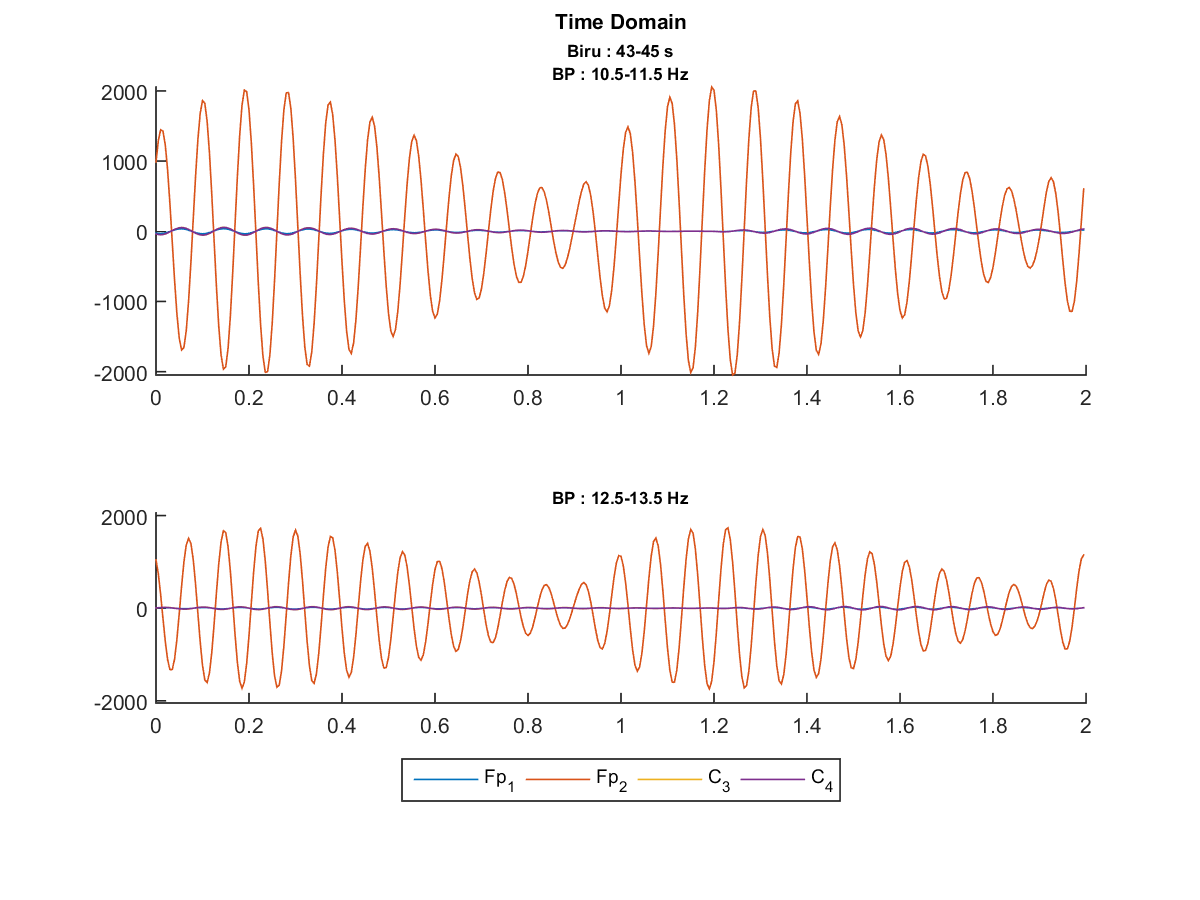 Time Domain
Biru : 43-45 s
BP : 10.5-11.5 Hz
2000
1000
0
-1000
-2000
0 0.2 0.4 0.6 0.8 1 1.2 1.4 1.6 1.8 2
BP : 12.5-13.5 Hz
2000
0
-2000
0 0.2 0.4 0.6 0.8 1 1.2 1.4 1.6 1.8 2
Fp1 Fp2 C3 C4